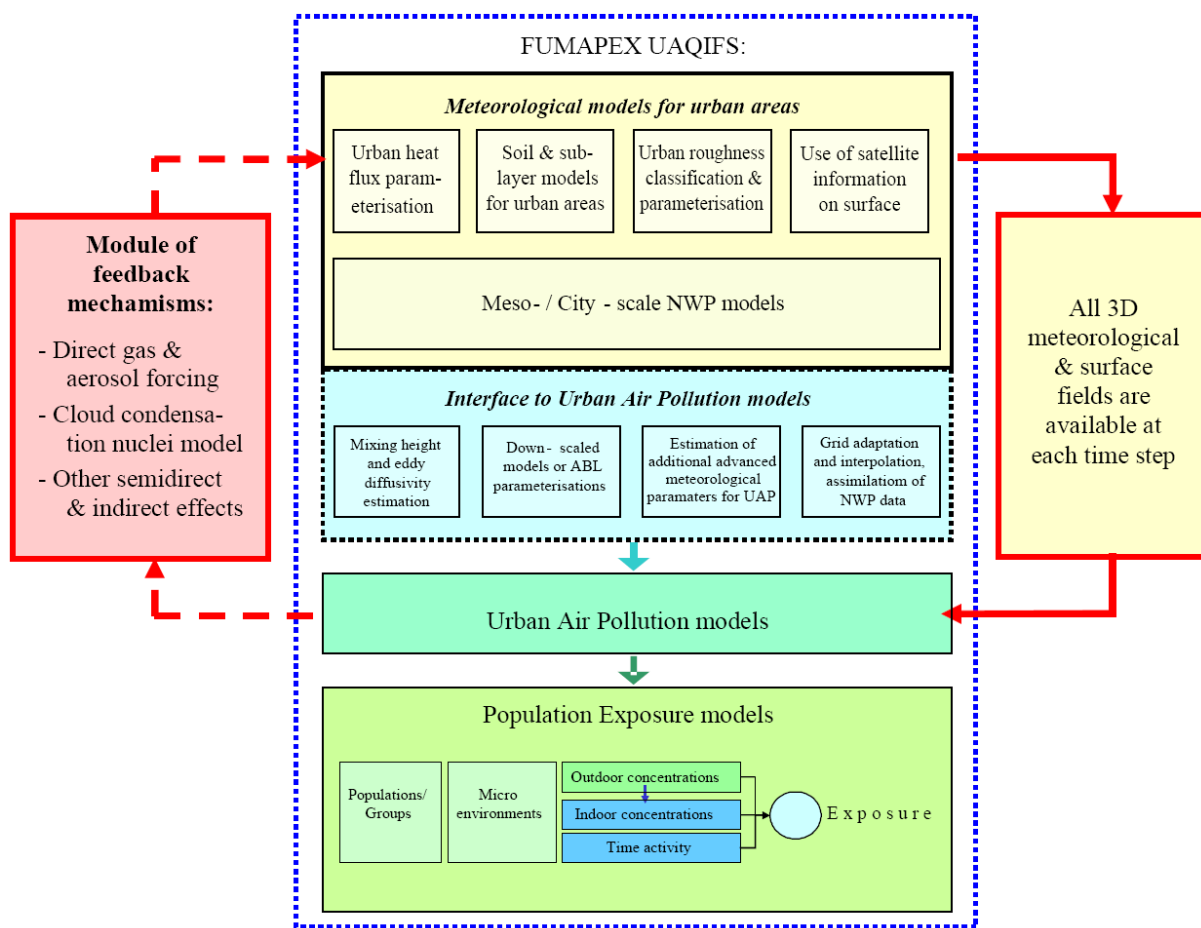 FUMAPEX UAQIFS:
Meteorological models for urban areas
Urban heat
flux param-
eterisation
Soil & sub-
layer models
for urban areas
Urban roughness
classification &
parameterisation
Use of satellite
information
on surface
Meso- / City - scale NWP models
Module of
feedback
mechamisms:
- Direct gas &
aerosol forcing
- Cloud condensa-
tion nuclei model
- Other semidirect
& indirect effects
All 3D
meteorological
& surface
fields are
available at
each time step
Interface to Urban Air Pollution models
Mixing height
and eddy
diffusivity
estimation
Down- scaled
models or ABL
parameterisations
Estimation of
additional advanced
meteorological
paramaters for UAP
Grid adaptation
and interpolation,
assimilatiom of
NWP data
Urban Air Pollution models
Population Exposure models
Populations/
Groups
Micro
environments
Outdoor concentrations
Indoor concentrations
Time activity
Exposure